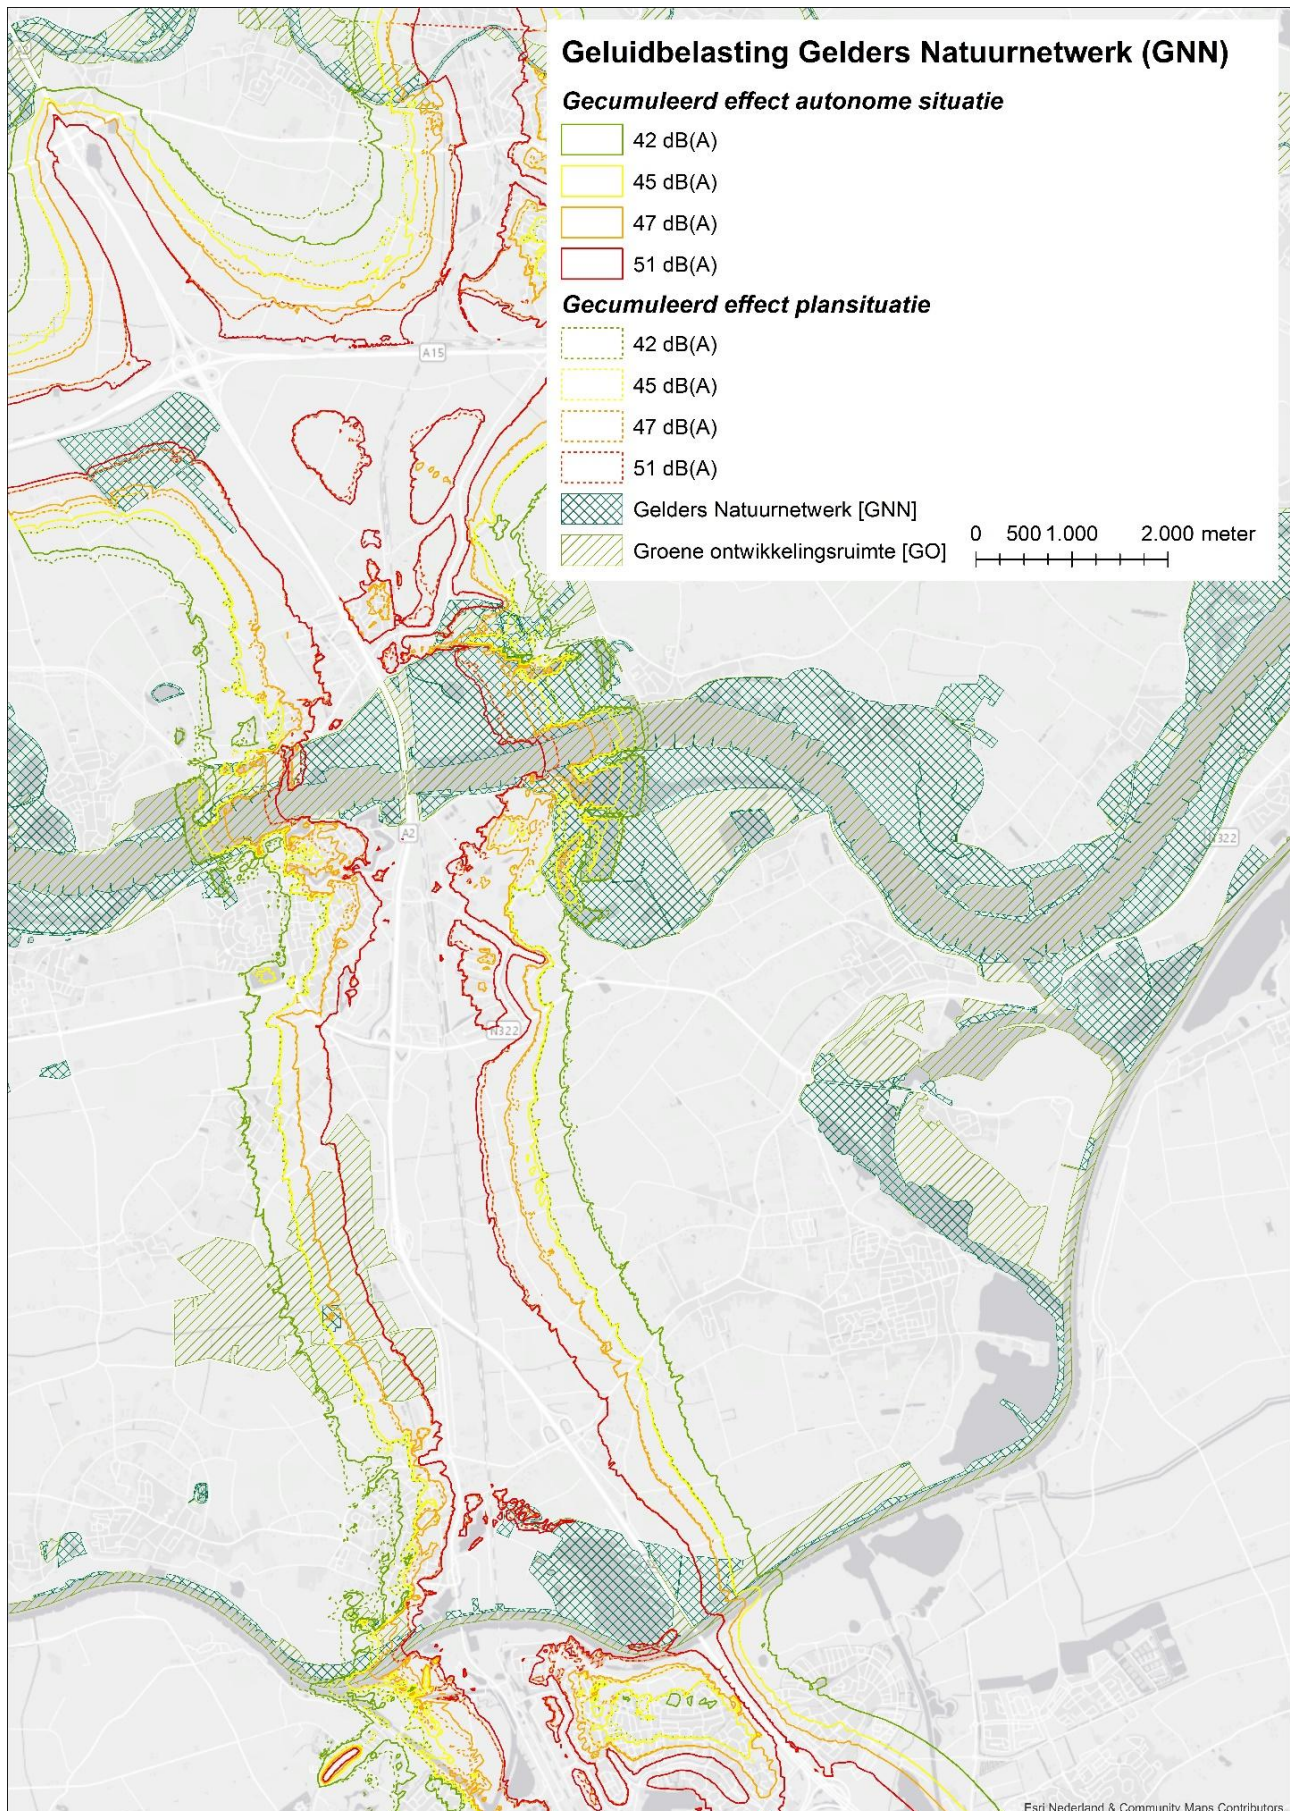 Geluidbelasting Gelders Natuurnetwerk (GNN)
Gecumuleerd effect autonome situatie
42 dB(A)
45 dB(A)
47 dB(A)
51 dB(A)
Gecumuleerd effect plansituatie
42 dB(A)
45 dB(A)
47 dB(A)
51 dB(A)
Gelders Natuurnetwerk [GNN]
Groene ontwikkelingsruimte [GO]
0 500 1.000 2.000 meter
A15
A2
N322
N322
Esri Nederland & Community Maps Contributors